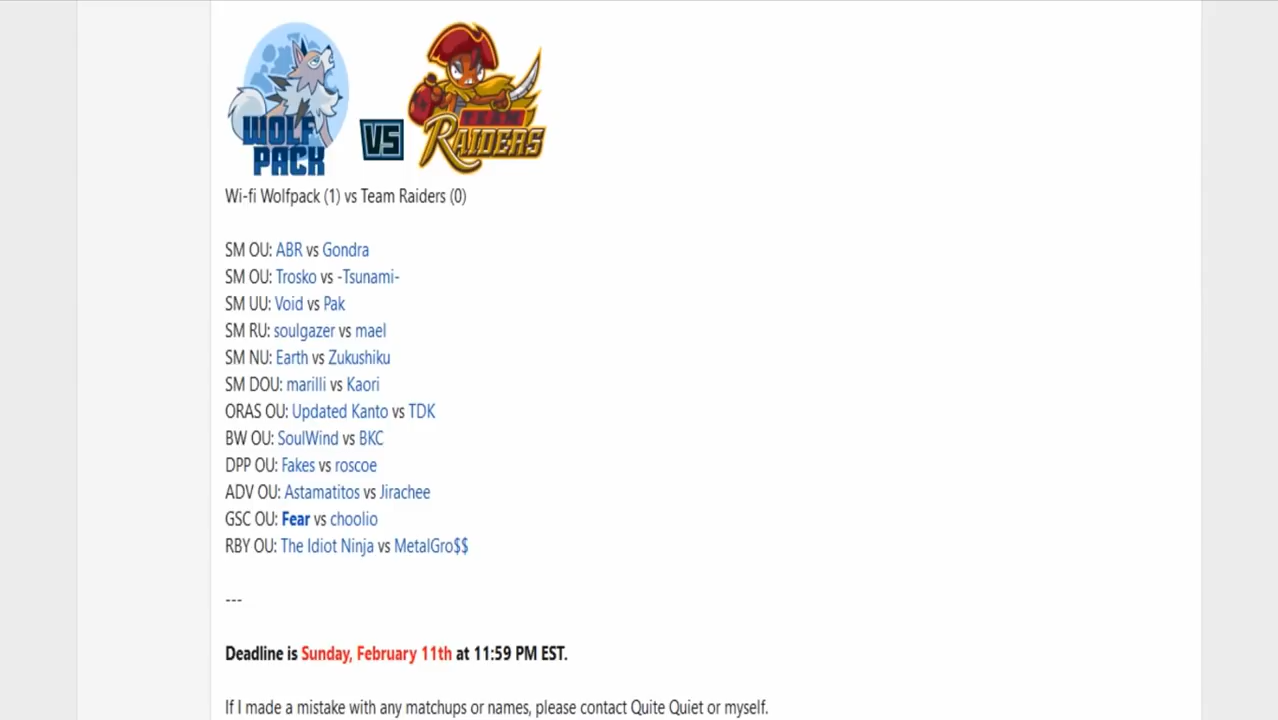 WOLF
PACK
VS
TEAM
RAIDERS
Wi-fi Wolfpack (1) vs Team Raiders (0)
SM OU: ABR vs Gondra
SM OU: Trosko vs -Tsunami-
SM UU: Void vs Pak
SM RU: soulgazer vs mael
SM NU: Earth vs Zukushiku
SM DOU: marilli vs Kaori
ORAS OU: Updated Kanto vs TDK
BW OU: SoulWind vs BKC
DPP OU: Fakes vs roscoe
ADV OU: Astamatitos vs Jirachee
GSC OU: Fear vs choolio
RBY OU: The Idiot Ninja vs MetalGro$$
---
Deadline is Sunday, February 11th at 11:59 PM EST.
If I made a mistake with any matchups or names, please contact Quite Quiet or myself.